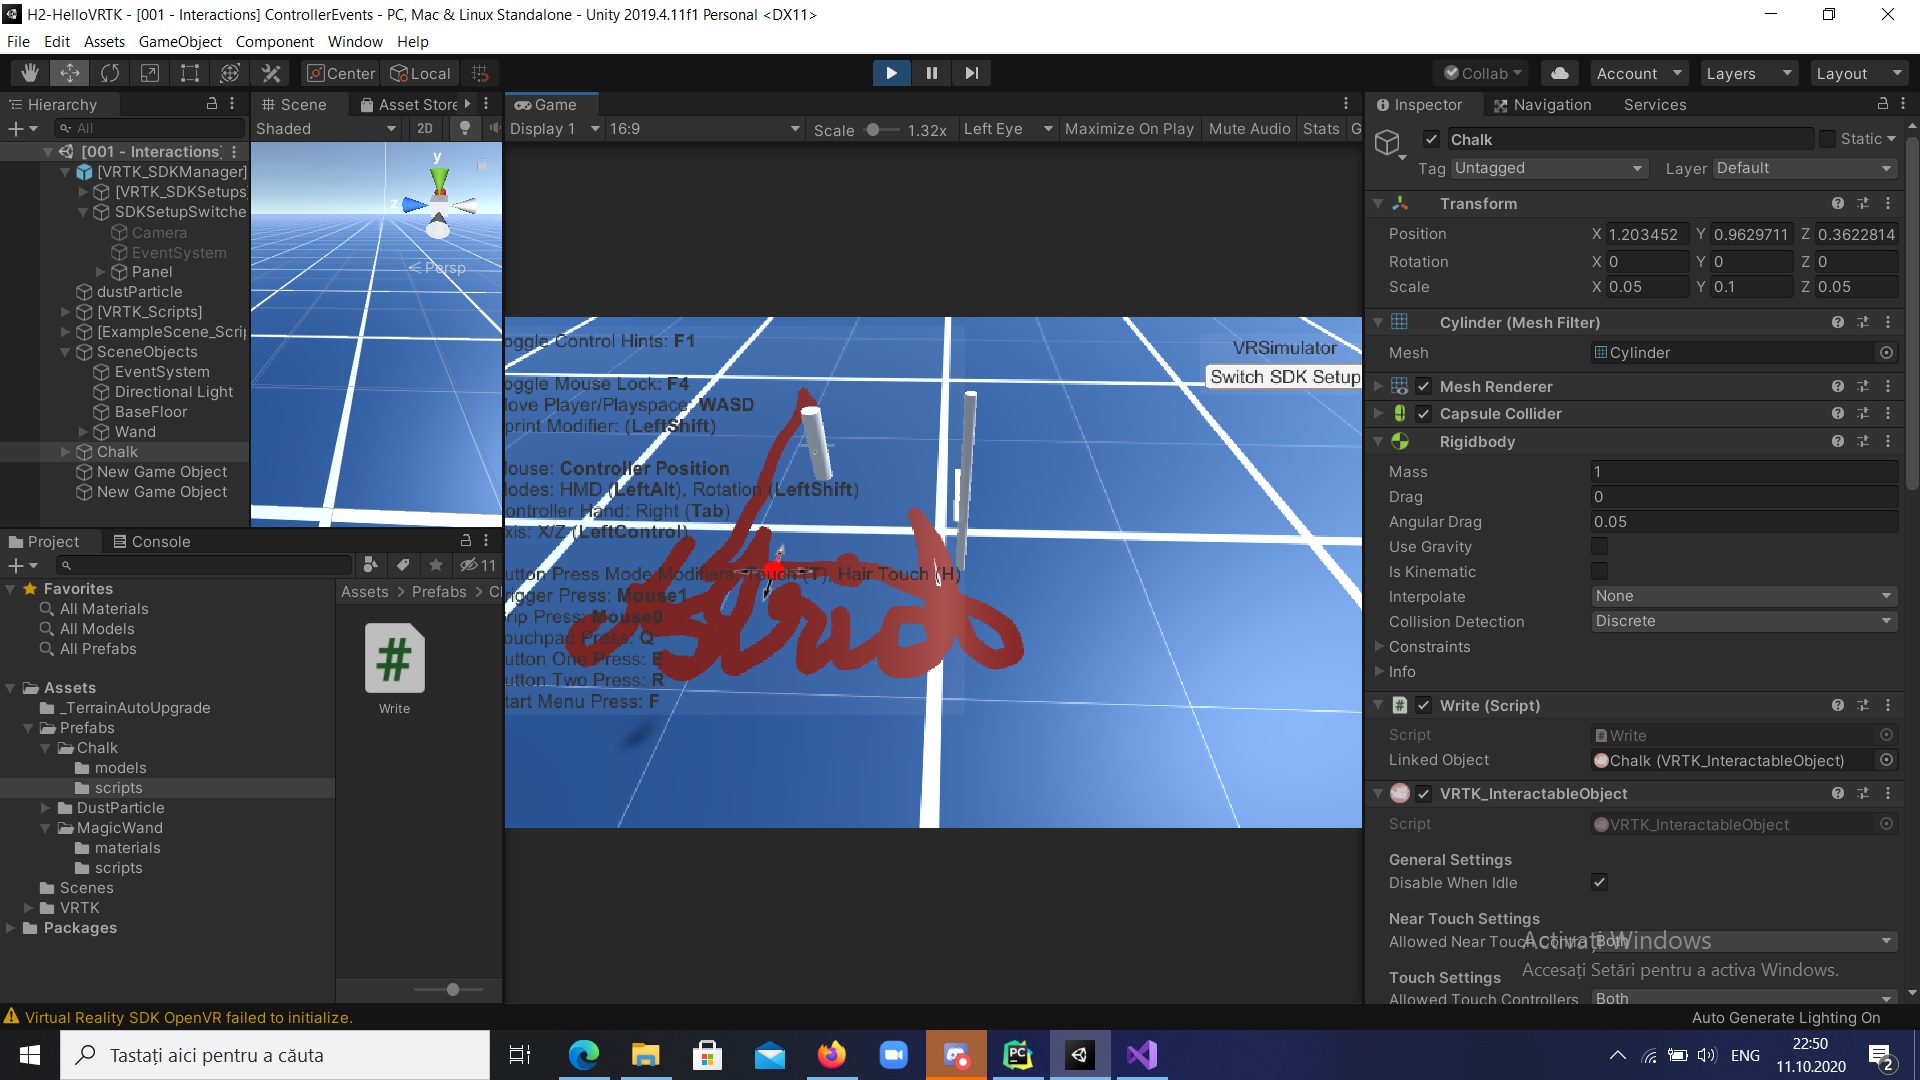 H2-HelloVRTK - [001 - Interactions] ControllerEvents - PC, Mac & Linux Standalone - Unity 2019.4.11f1 Personal <DX11>
File Edit Assets GameObject Component Window Help
Center Local Collab Account Layers Layout
Hierarchy
All
[001 - Interactions]
[VRTK_SDKManager]
[VRTK_SDKSetups]
SDKSetupSwitche
Camera
EventSystem
Panel
dustParticle
[VRTK_Scripts]
[ExampleScene_Scri
SceneObjects
EventSystem
Directional Light
BaseFloor
Wand
Chalk
New Game Object
New Game Object
Scene Asset Store
Shaded 2D
y
z
Persp
Game
Display 1 16:9 Scale 1.32x Left Eye Maximize On Play Mute Audio Stats G
oggle Control Hints: F1
oggle Mouse Lock: F4
ove Player/Playspace: WASD
print Modifier: (LeftShift)
ouse: Controller Position
odes: HMD (LeftAlt), Rotation (LeftShift)
ontroller Hand: Right (Tab)
xis: X/Z (LeftControl)
utton Press Mode Modifiers: Touch (T), Hair Touch (H)
rigger Press: Mouse1
rip Press: Mouse0
ouchpad Press: Q
utton One Press: E
utton Two Press: R
tart Menu Press: F
VRSimulator
Switch SDK Setup
Astrid
Project Console
11
Favorites
All Materials
All Models
All Prefabs
Assets
_TerrainAutoUpgrade
Prefabs
Chalk
models
scripts
DustParticle
MagicWand
materials
scripts
Scenes
VRTK
Packages
Assets > Prefabs > C
#
Write
Inspector Navigation Services
Chalk Static
Tag Untagged Layer Default
Transform
Position X 1.203452 Y 0.9629711 Z 0.3622814
Rotation X 0 Y 0 Z 0
Scale X 0.05 Y 0.1 Z 0.05
Cylinder (Mesh Filter)
Mesh Cylinder
Mesh Renderer
Capsule Collider
Rigidbody
Mass 1
Drag 0
Angular Drag 0.05
Use Gravity
Is Kinematic
Interpolate None
Collision Detection Discrete
Constraints
Info
Write (Script)
Script Write
Linked Object Chalk (VRTK_InteractableObject)
VRTK_InteractableObject
Script VRTK_InteractableObject
General Settings
Disable When Idle
Near Touch Settings
Allowed Near Touch Contro Both
Touch Settings
Allowed Touch Controllers Both
Activați Windows
Accesați Setări pentru a activa Windows.
Virtual Reality SDK OpenVR failed to initialize.
Auto Generate Lighting On
Tastați aici pentru a căuta
PC
ENG
22:50
11.10.2020
2